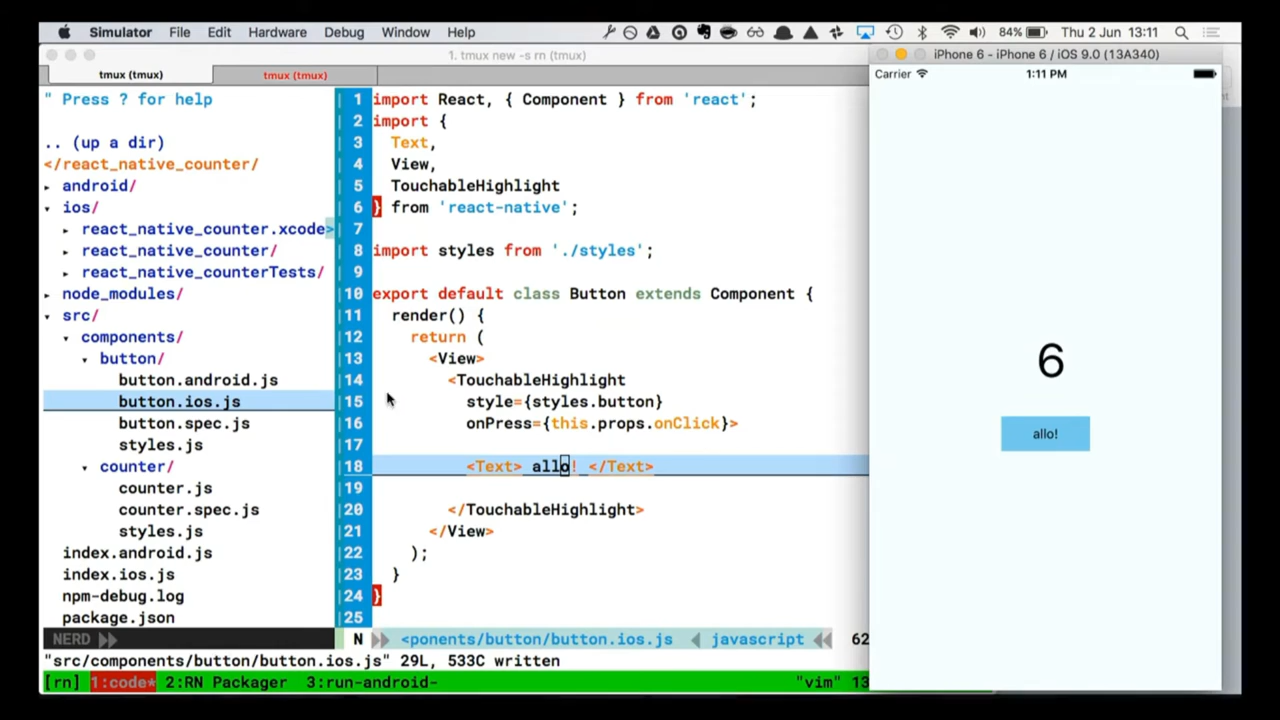 Simulator File Edit Hardware Debug Window Help 84% Thu 2 Jun 13:11
1. tmux new -s rn (tmux)
tmux (tmux) tmux (tmux)
" Press ? for help
.. (up a dir)
</react_native_counter/
android/
ios/
react_native_counter.xcode>
react_native_counter/
react_native_counterTests/
node_modules/
src/
components/
button/
button.android.js
button.ios.js
button.spec.js
styles.js
counter/
counter.js
counter.spec.js
styles.js
index.android.js
index.ios.js
npm-debug.log
package.json
NERD
1 import React, { Component } from 'react';
2 import {
3 Text,
4 View,
5 TouchableHighlight
6 } from 'react-native';
7
8 import styles from './styles';
9
10 export default class Button extends Component {
11 render() {
12 return (
13 <View>
14 <TouchableHighlight
15 style={styles.button}
16 onPress={this.props.onClick}>
17
18 <Text> allo! </Text>
19
20 </TouchableHighlight>
21 </View>
22 );
23 }
24 }
25
N <ponents/button/button.ios.js javascript 62
"src/components/button/button.ios.js" 29L, 533C written
[rn] 1:code* 2:RN Packager 3:run-android- "vim" 13
iPhone 6 - iPhone 6 / iOS 9.0 (13A340)
Carrier 1:11 PM
6
allo!